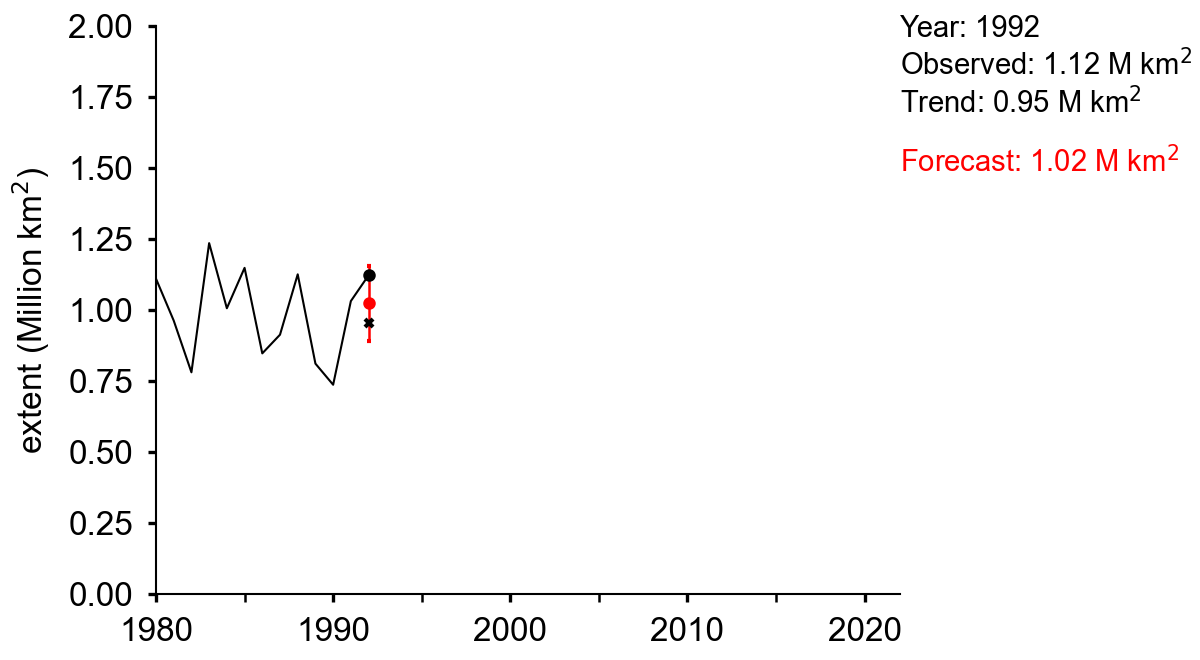 Year: 1992
Observed: 1.12 M km²
Trend: 0.95 M km²
Forecast: 1.02 M km²
extent (Million km²)
2.00
1.75
1.50
1.25
1.00
0.75
0.50
0.25
0.00
1980 1990 2000 2010 2020